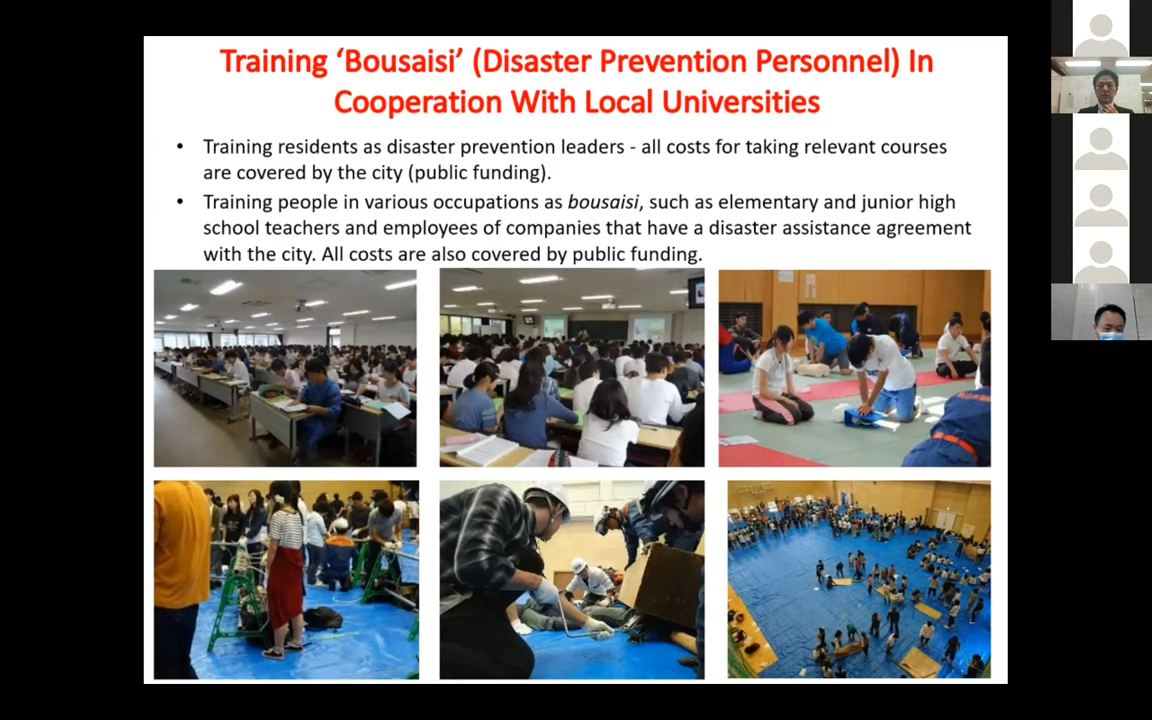 Training ‘Bousaisi’ (Disaster Prevention Personnel) In
Cooperation With Local Universities
• Training residents as disaster prevention leaders - all costs for taking relevant courses
are covered by the city (public funding).
• Training people in various occupations as bousaisi, such as elementary and junior high
school teachers and employees of companies that have a disaster assistance agreement
with the city. All costs are also covered by public funding.